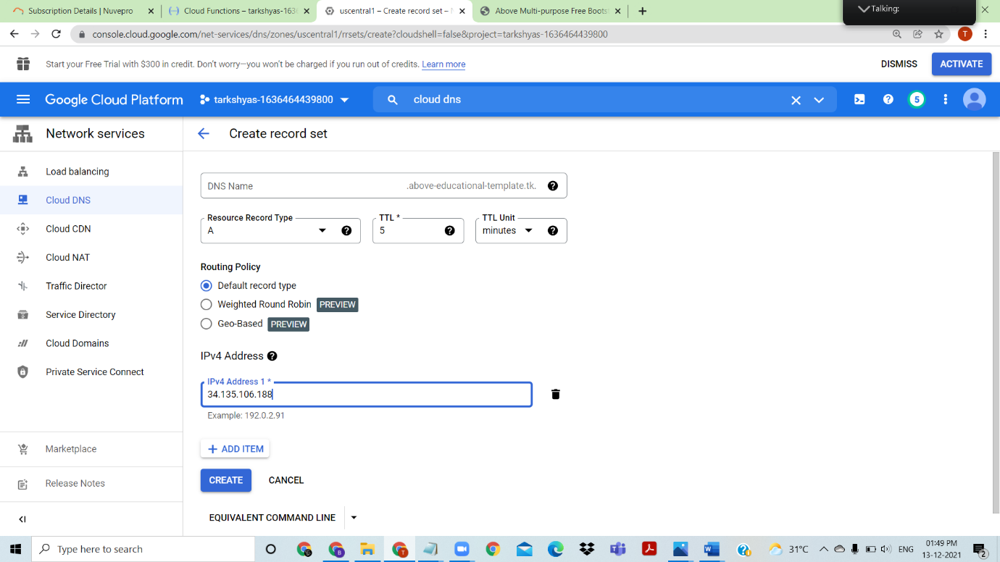 Subscription Details | Nuvepro
Cloud Functions – tarkshyas-1636
uscentral1 – Create record set –
Above Multi-purpose Free Boots
Talking:
console.cloud.google.com/net-services/dns/zones/uscentral1/rrsets/create?cloudshell=false&project=tarkshyas-1636464439800
T
Start your Free Trial with $300 in credit. Don't worry—you won't be charged if you run out of credits. Learn more
DISMISS
ACTIVATE
Google Cloud Platform
tarkshyas-1636464439800
cloud dns
5
Network services
Create record set
Load balancing
Cloud DNS
Cloud CDN
Cloud NAT
Traffic Director
Service Directory
Cloud Domains
Private Service Connect
Marketplace
Release Notes
DNS Name
.above-educational-template.tk.
Resource Record Type
A
TTL *
5
TTL Unit
minutes
Routing Policy
Default record type
Weighted Round Robin PREVIEW
Geo-Based PREVIEW
IPv4 Address
IPv4 Address 1 *
34.135.106.188
Example: 192.0.2.91
ADD ITEM
CREATE
CANCEL
EQUIVALENT COMMAND LINE
Type here to search
31°C
ENG
01:49 PM
13-12-2021
2